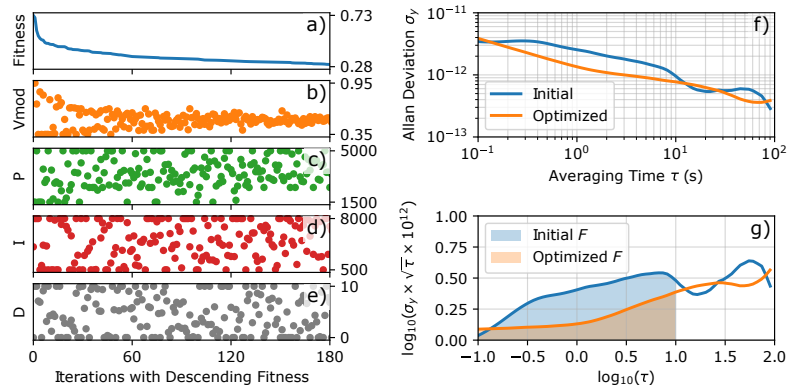 Fitness
a)
0.73
0.28
Vmod
b)
0.95
0.35
P
c)
5000
1500
I
d)
8000
500
D
e)
10
0
0
60
120
180
Iterations with Descending Fitness
f)
Allan Deviation σy
10⁻¹¹
10⁻¹²
10⁻¹³
Initial
Optimized
10⁻¹
10⁰
10¹
10²
Averaging Time τ (s)
g)
log₁₀(σy × √τ × 10¹²)
1.00
0.75
0.50
0.25
0.00
Initial F
Optimized F
-1.0
-0.5
0.0
0.5
1.0
1.5
2.0
log₁₀(τ)